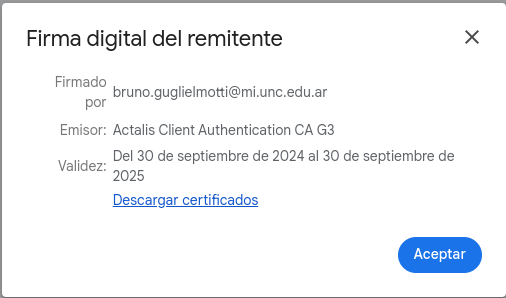 Firma digital del remitente
Firmado por
bruno.guglielmotti@mi.unc.edu.ar
Emisor: Actalis Client Authentication CA G3
Validez: Del 30 de septiembre de 2024 al 30 de septiembre de
2025
Descargar certificados
Aceptar